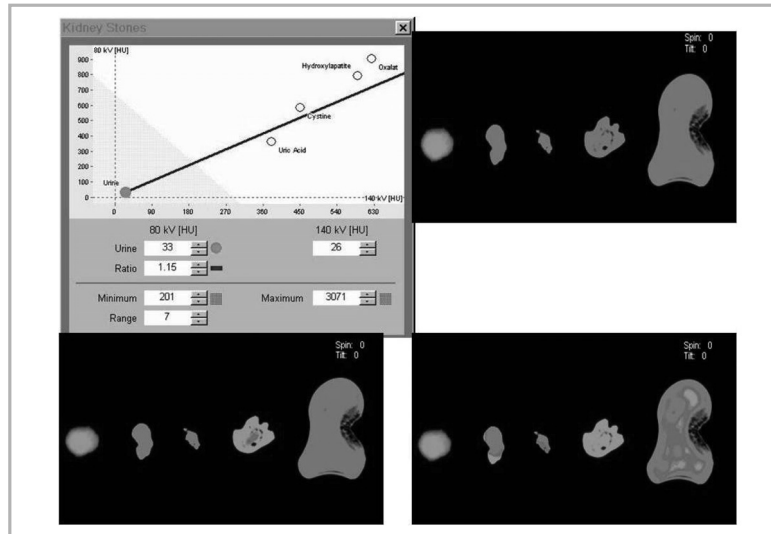 Kidney Stones
80 kV [HU]
900
800
700
600
500
400
300
200
100
0
Hydroxylapatite
Oxalat
Cystine
Uric Acid
Urine
140 kV [HU]
0 90 180 270 360 450 540 630
80 kV [HU] 140 kV [HU]
Urine 33 26
Ratio 1.15
Minimum 201 Maximum 3071
Range 7
Spin: 0
Tilt: 0
Spin: 0
Tilt: 0
Spin: 0
Tilt: 0